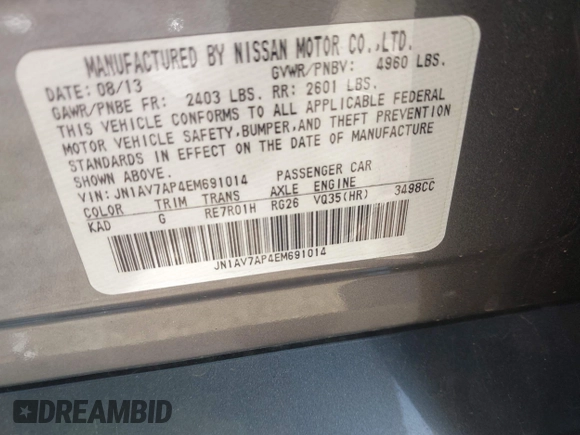 MANUFACTURED BY NISSAN MOTOR CO.,LTD.
DATE: 08/13 GVWR/PNBV: 4960 LBS.
GAWR/PNBE FR: 2403 LBS. RR: 2601 LBS.
THIS VEHICLE CONFORMS TO ALL APPLICABLE FEDERAL
MOTOR VEHICLE SAFETY,BUMPER,AND THEFT PREVENTION
STANDARDS IN EFFECT ON THE DATE OF MANUFACTURE
SHOWN ABOVE.
VIN: JN1AV7AP4EM691014 PASSENGER CAR
COLOR TRIM TRANS AXLE ENGINE
KAD G RE7R01H RG26 VQ35(HR) 3498CC
JN1AV7AP4EM691014
DREAMBID